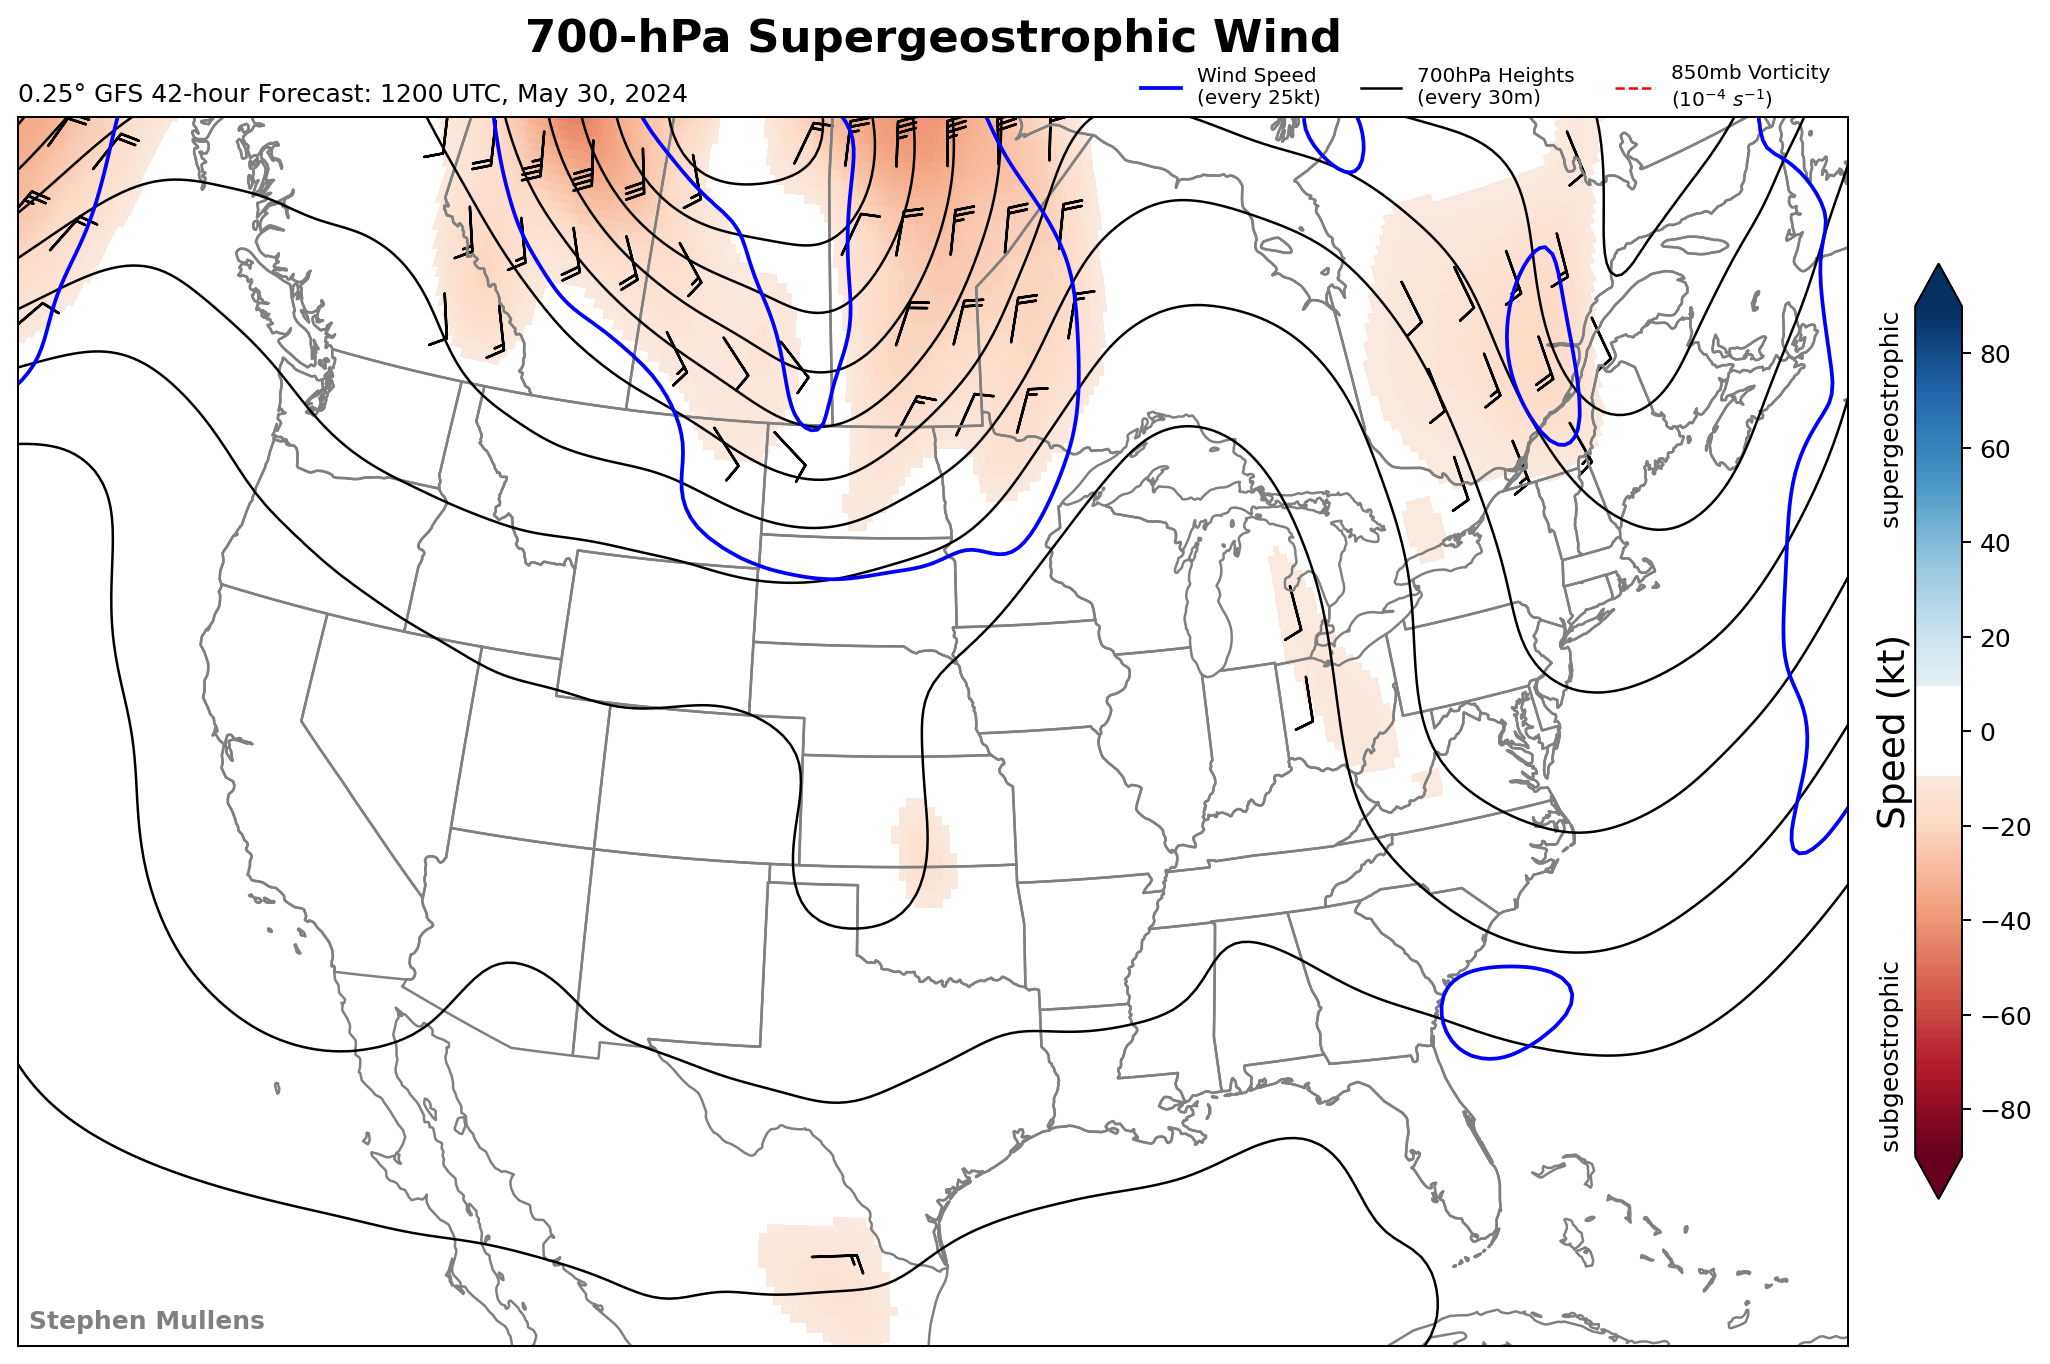 700-hPa Supergeostrophic Wind
0.25° GFS 42-hour Forecast: 1200 UTC, May 30, 2024
Wind Speed
(every 25kt)
700hPa Heights
(every 30m)
850mb Vorticity
(10⁻⁴ s⁻¹)
supergeostrophic
Speed (kt)
subgeostrophic
80
60
40
20
0
−20
−40
−60
−80
Stephen Mullens